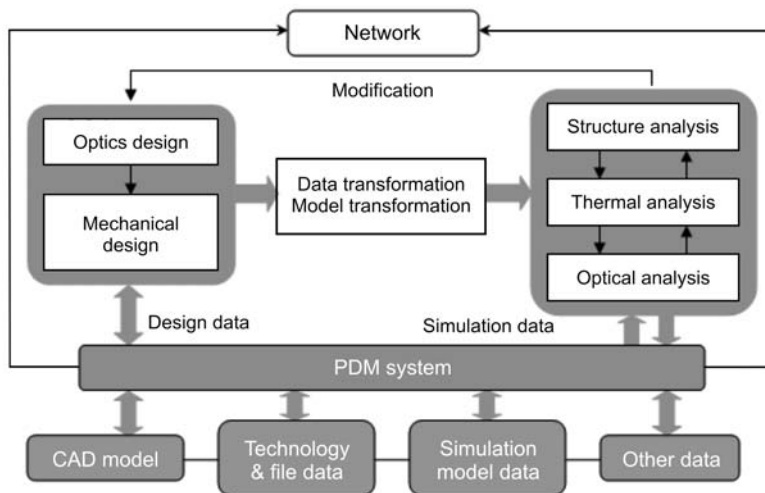 Network
Modification
Optics design
Mechanical
design
Data transformation
Model transformation
Structure analysis
Thermal analysis
Optical analysis
Design data
Simulation data
PDM system
CAD model
Technology
& file data
Simulation
model data
Other data